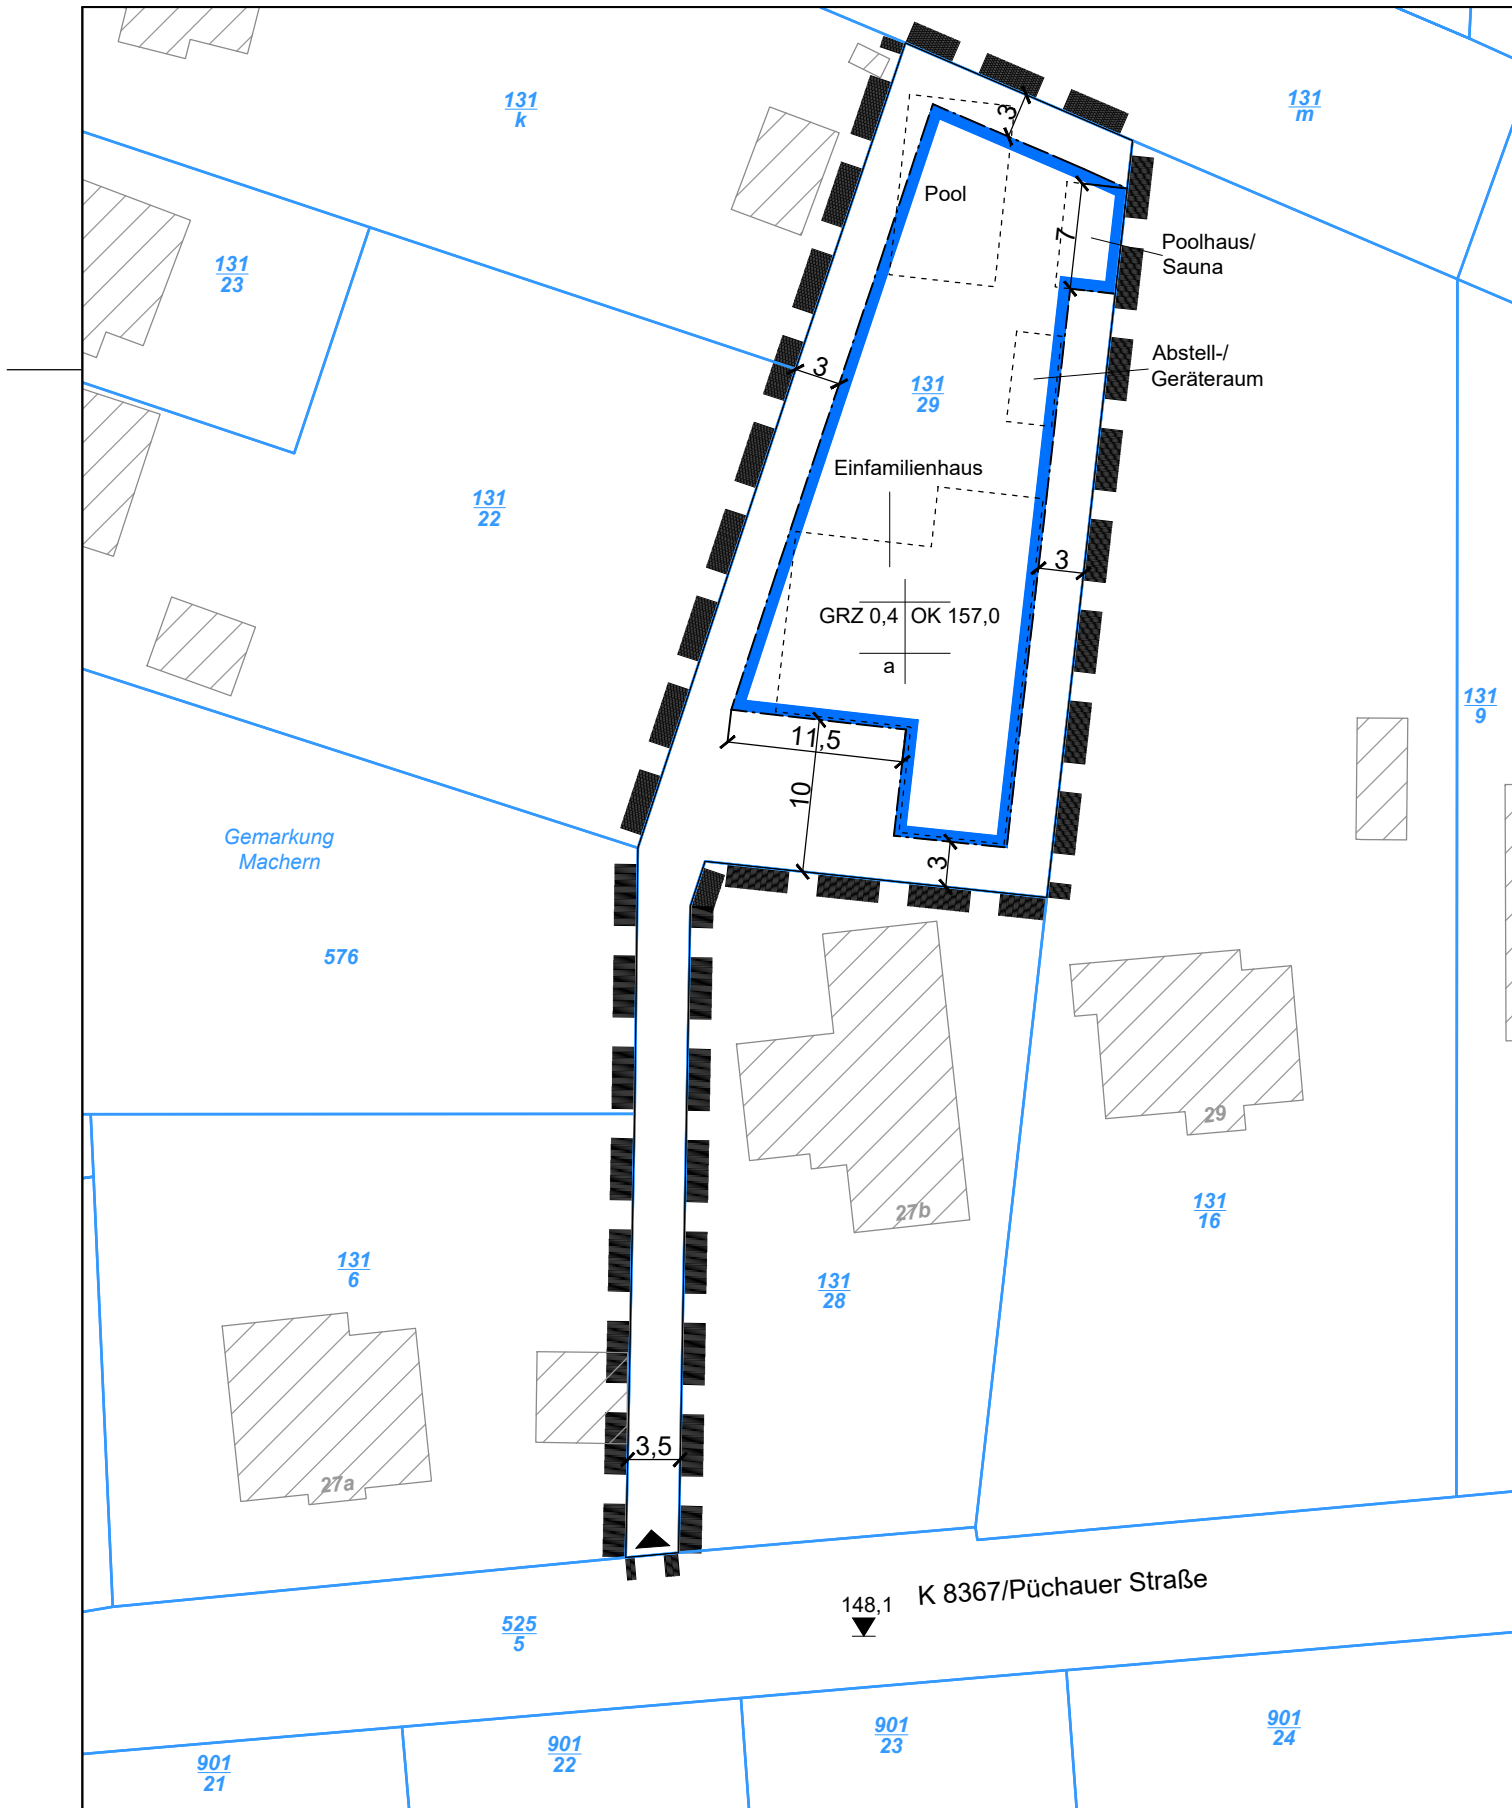 131
k
131
m
3
Pool
131
23
7
Poolhaus/
Sauna
3
Abstell-/
Geräteraum
131
29
Einfamilienhaus
131
22
3
GRZ 0,4
OK 157,0
a
131
9
11,5
10
Gemarkung
Machern
3
576
29
131
16
27b
131
6
131
28
3,5
27a
K 8367/Püchauer Straße
148,1
525
5
901
21
901
22
901
23
901
24